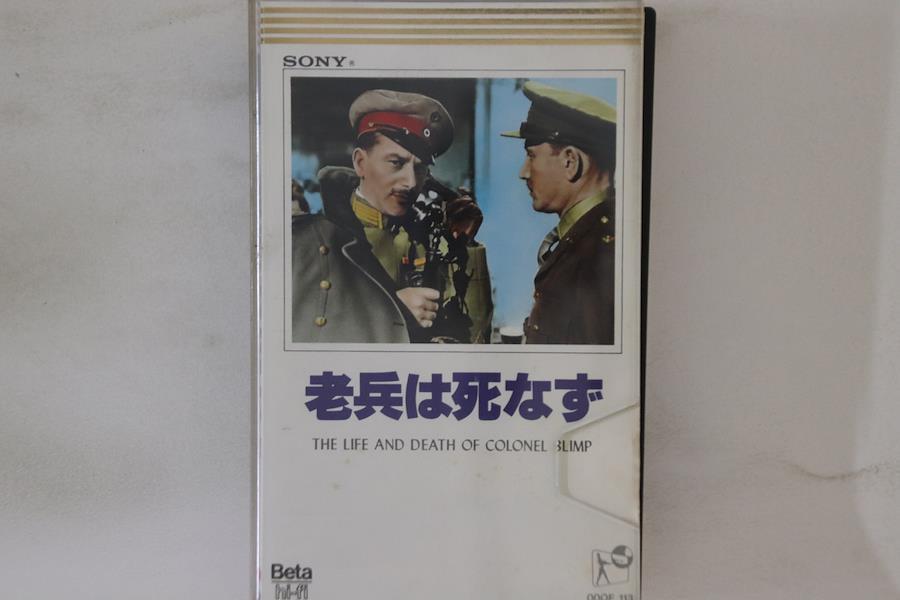 SONY®
老兵は死なず
THE LIFE AND DEATH OF COLONEL BLIMP
Beta
hi-fi